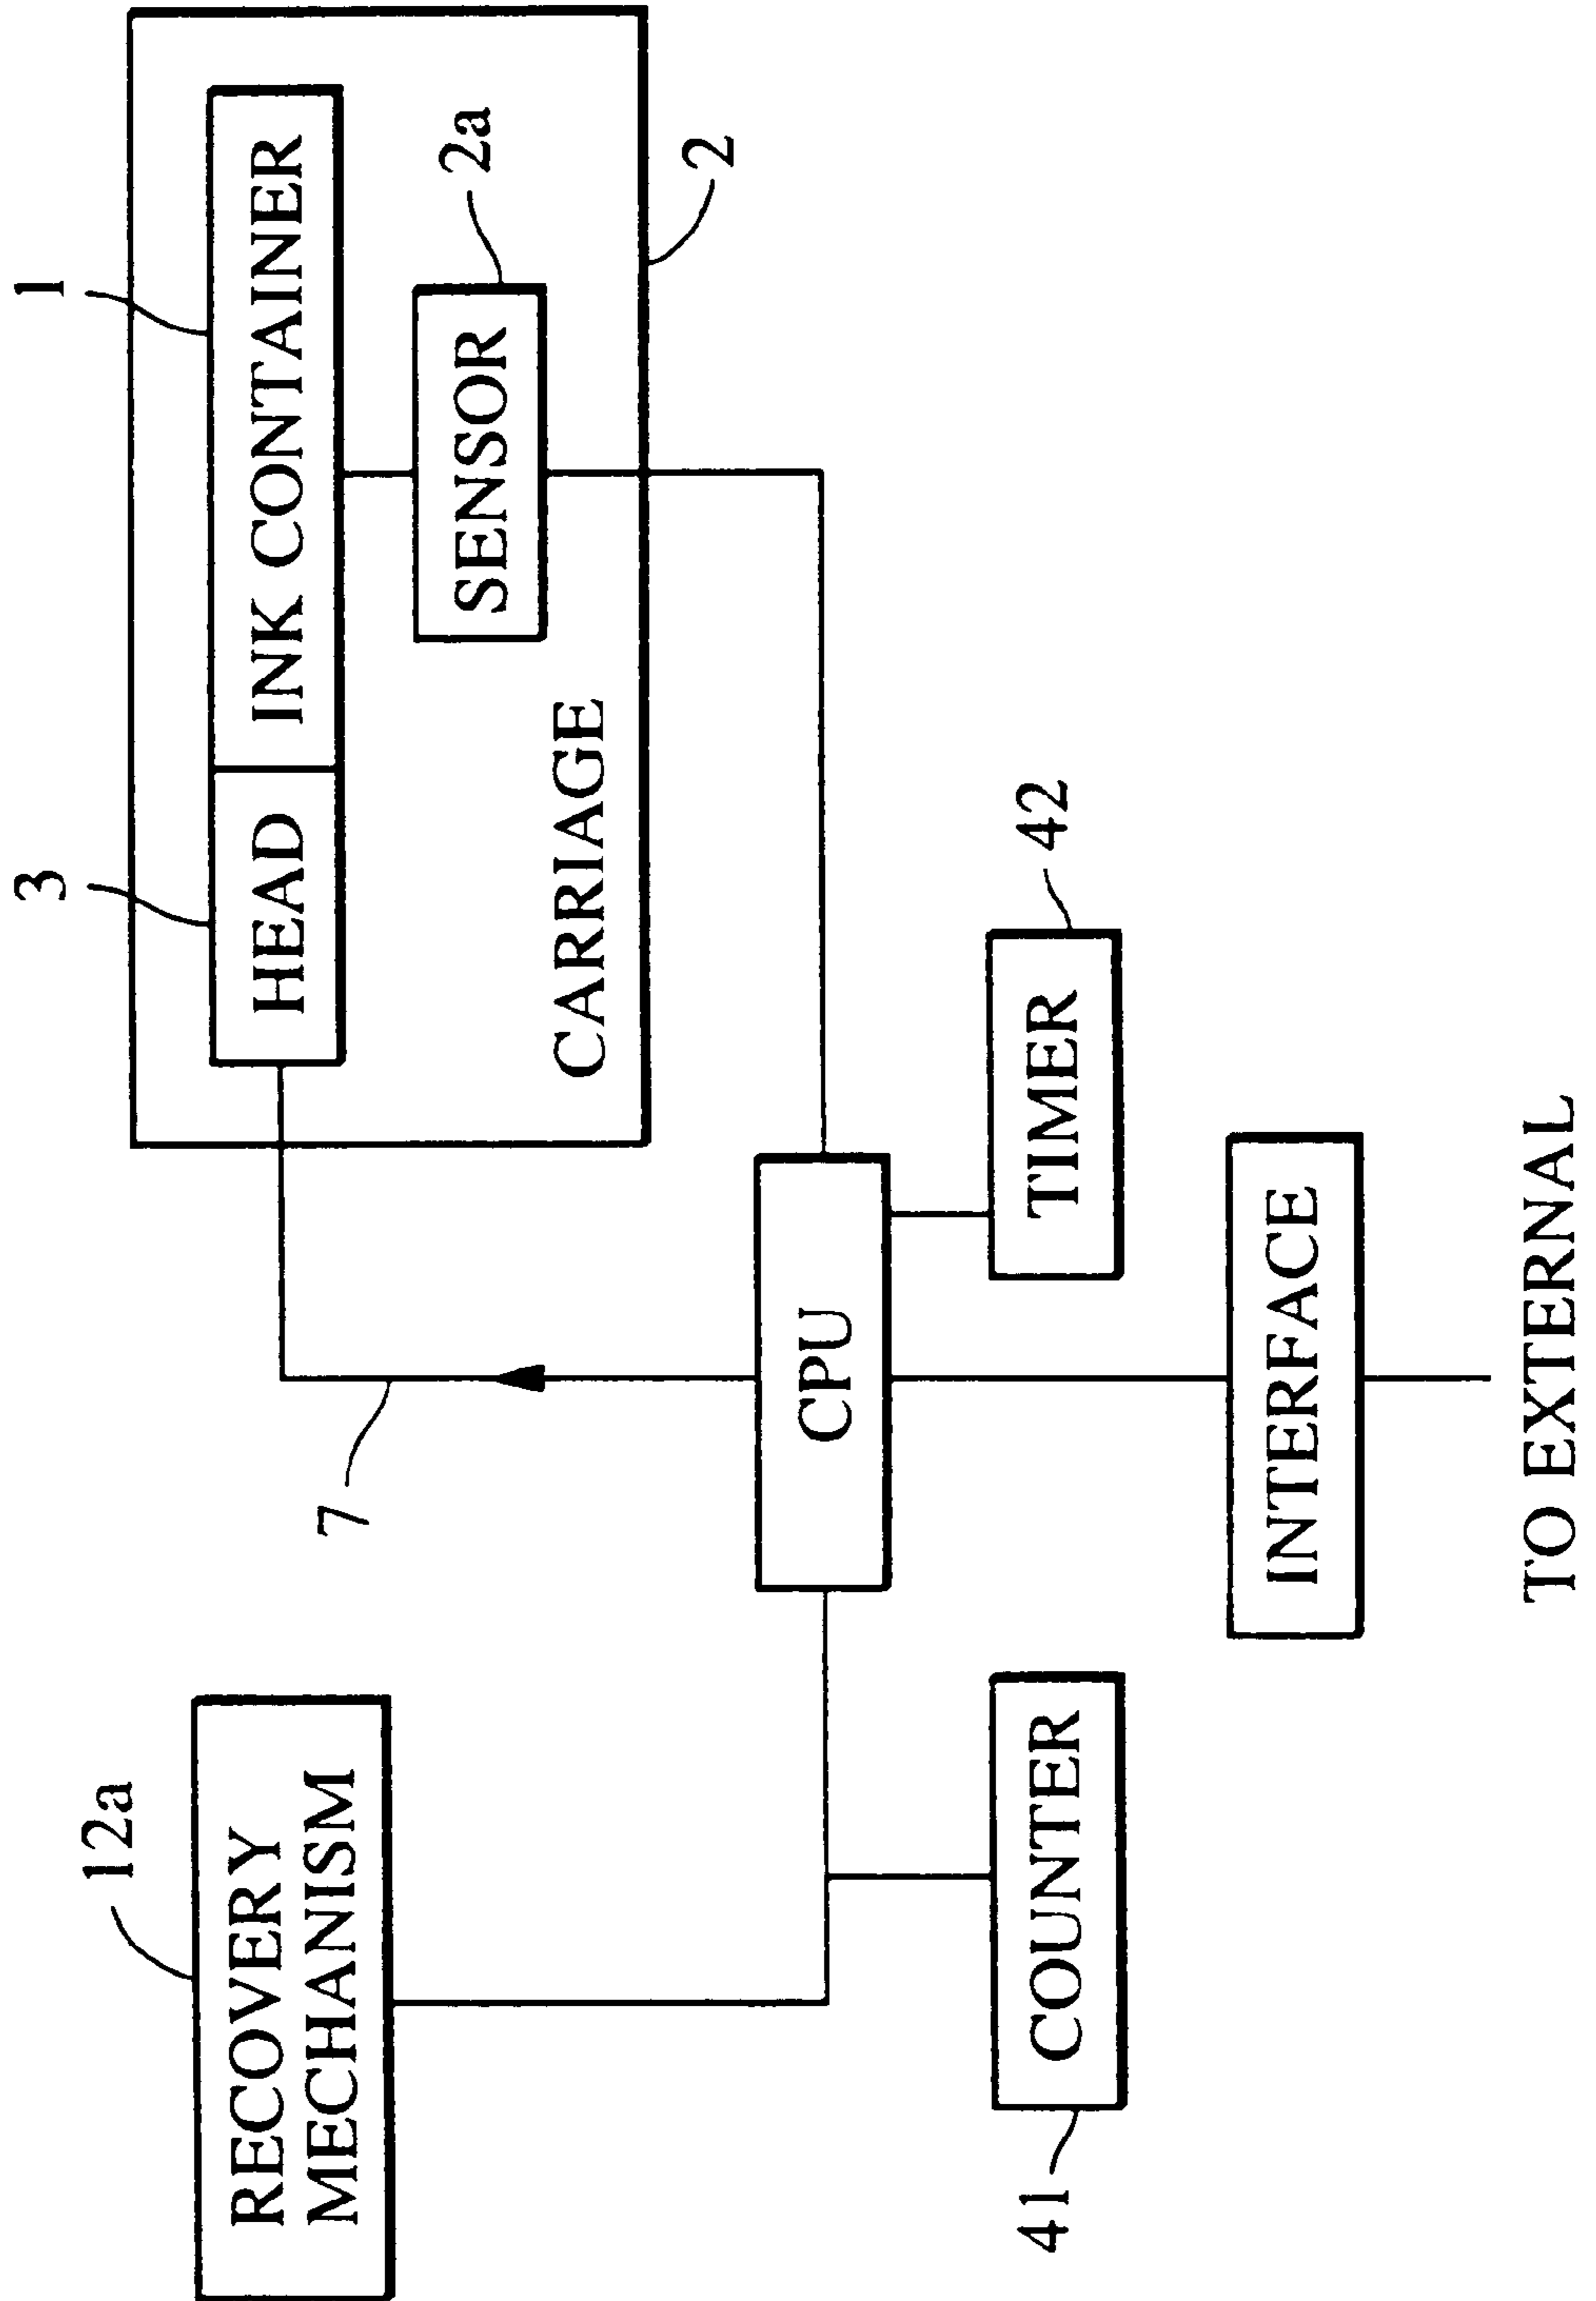 12a
3
1
RECOVERY
MECHANISM
HEAD
INK CONTAINER
7
SENSOR
2a
CARRIAGE
2
CPU
41
COUNTER
TIMER
42
INTERFACE
TO EXTERNAL